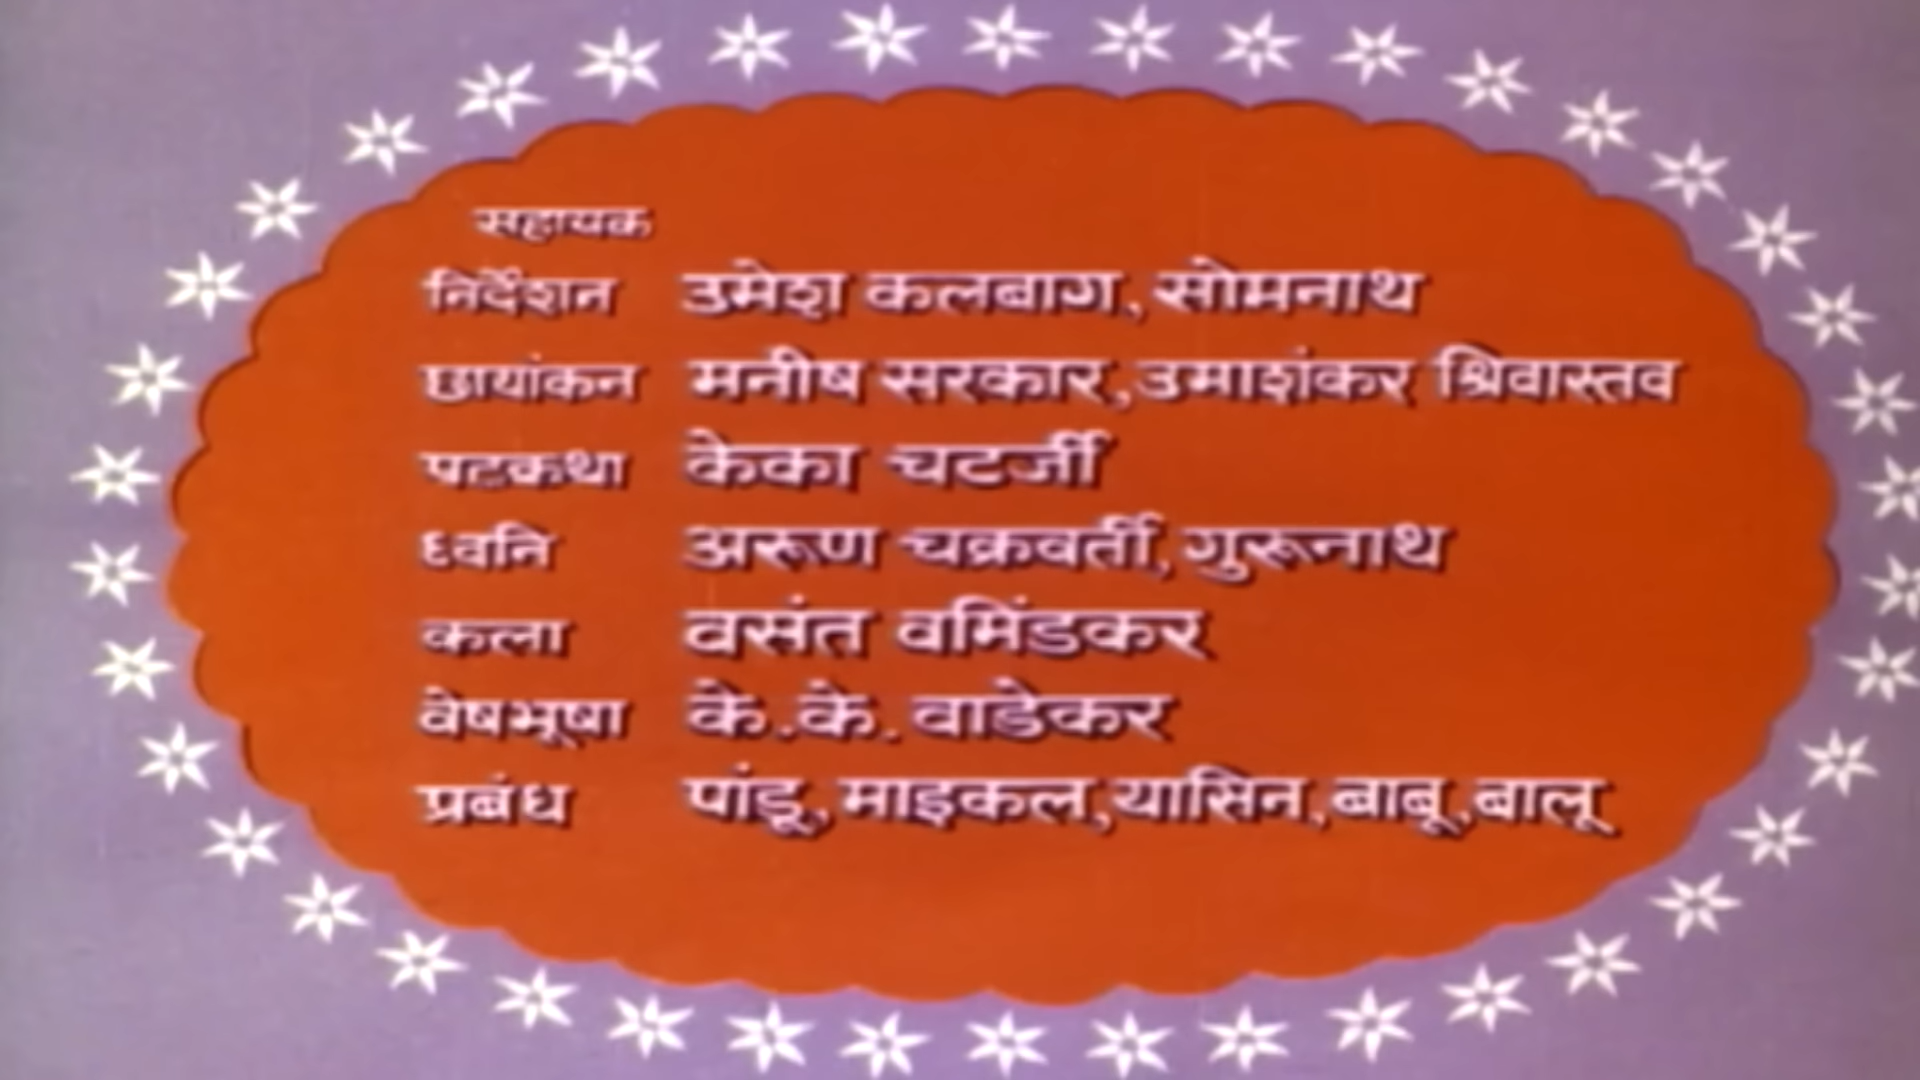 सहायक
निर्देशन उमेश कलबाग, सोमनाथ
छायांकन मनीष सरकार, उमाशंकर श्रिवास्तव
पटकथा केका चटर्जी
ध्वनि अरूण चक्रवर्ती, गुरूनाथ
कला वसंत वर्मिडकर
वेषभूषा के. के. वाडेकर
प्रबंध पांडू, माइकल, यासिन, बाबू, बालू